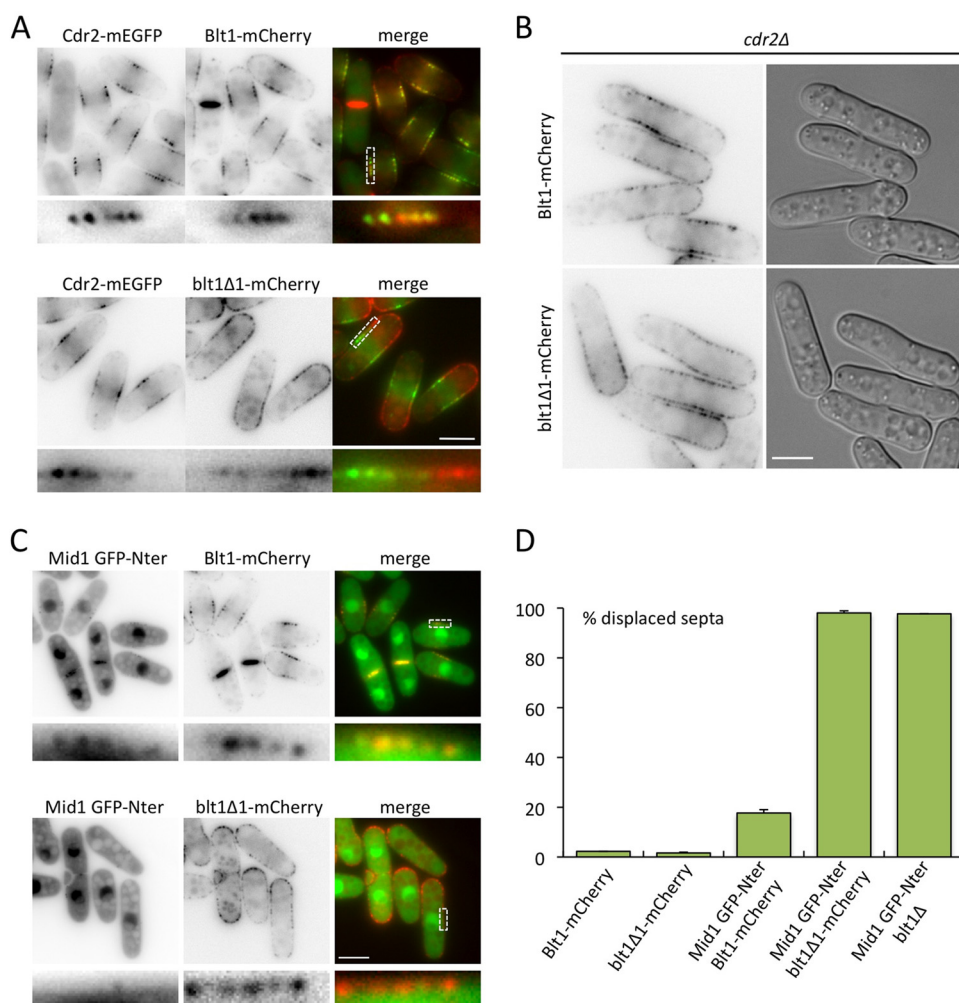 A
Cdr2-mEGFP Blt1-mCherry merge
Cdr2-mEGFP blt1Δ1-mCherry merge
B
cdr2Δ
Blt1-mCherry
blt1Δ1-mCherry
C
Mid1 GFP-Nter Blt1-mCherry merge
Mid1 GFP-Nter blt1Δ1-mCherry merge
D
% displaced septa
100
80
60
40
20
0
Blt1-mCherry
blt1Δ1-mCherry
Mid1 GFP-Nter
Blt1-mCherry
Mid1 GFP-Nter
blt1Δ1-mCherry
Mid1 GFP-Nter
blt1Δ